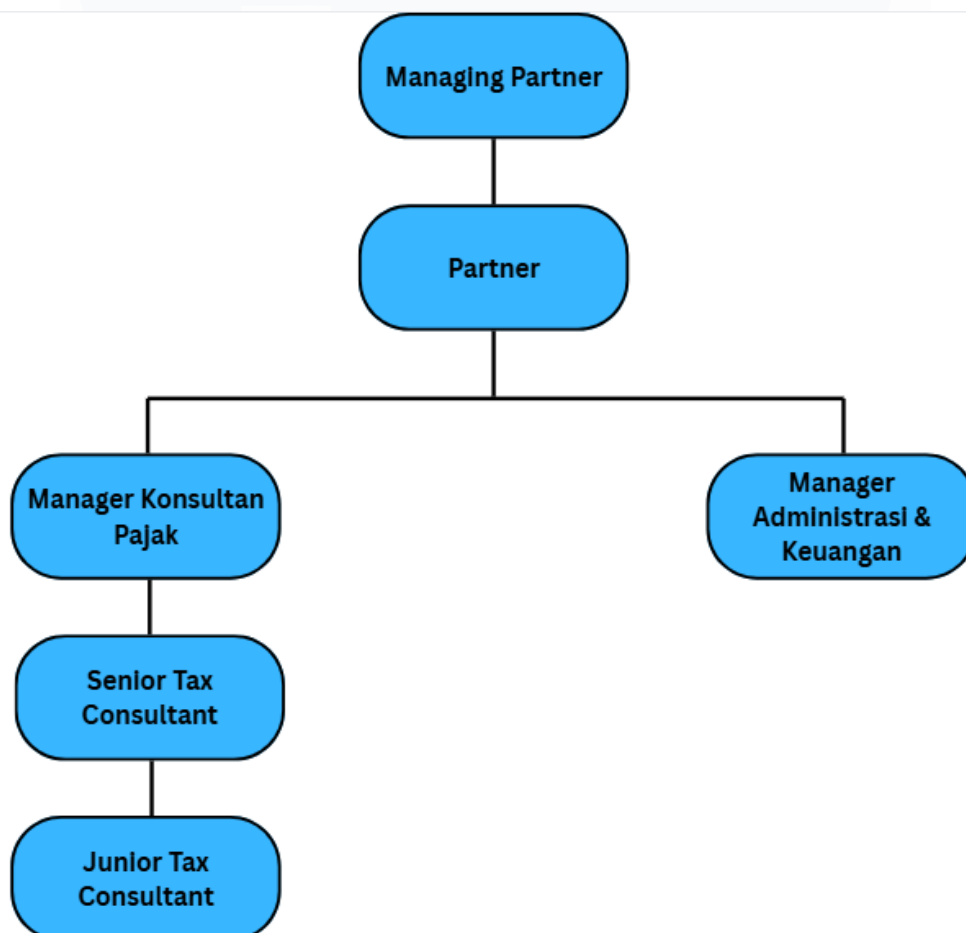 Managing Partner
Partner
Manager Konsultan
Pajak
Manager
Administrasi &
Keuangan
Senior Tax
Consultant
Junior Tax
Consultant